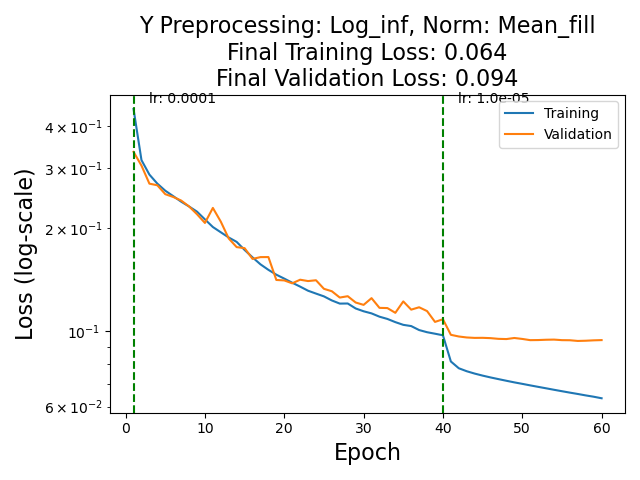 Y Preprocessing: Log_inf, Norm: Mean_fill
Final Training Loss: 0.064
Final Validation Loss: 0.094
lr: 0.0001
lr: 1.0e-05
Training
Validation
4 × 10⁻¹
3 × 10⁻¹
2 × 10⁻¹
10⁻¹
6 × 10⁻²
Loss (log-scale)
0 10 20 30 40 50 60
Epoch